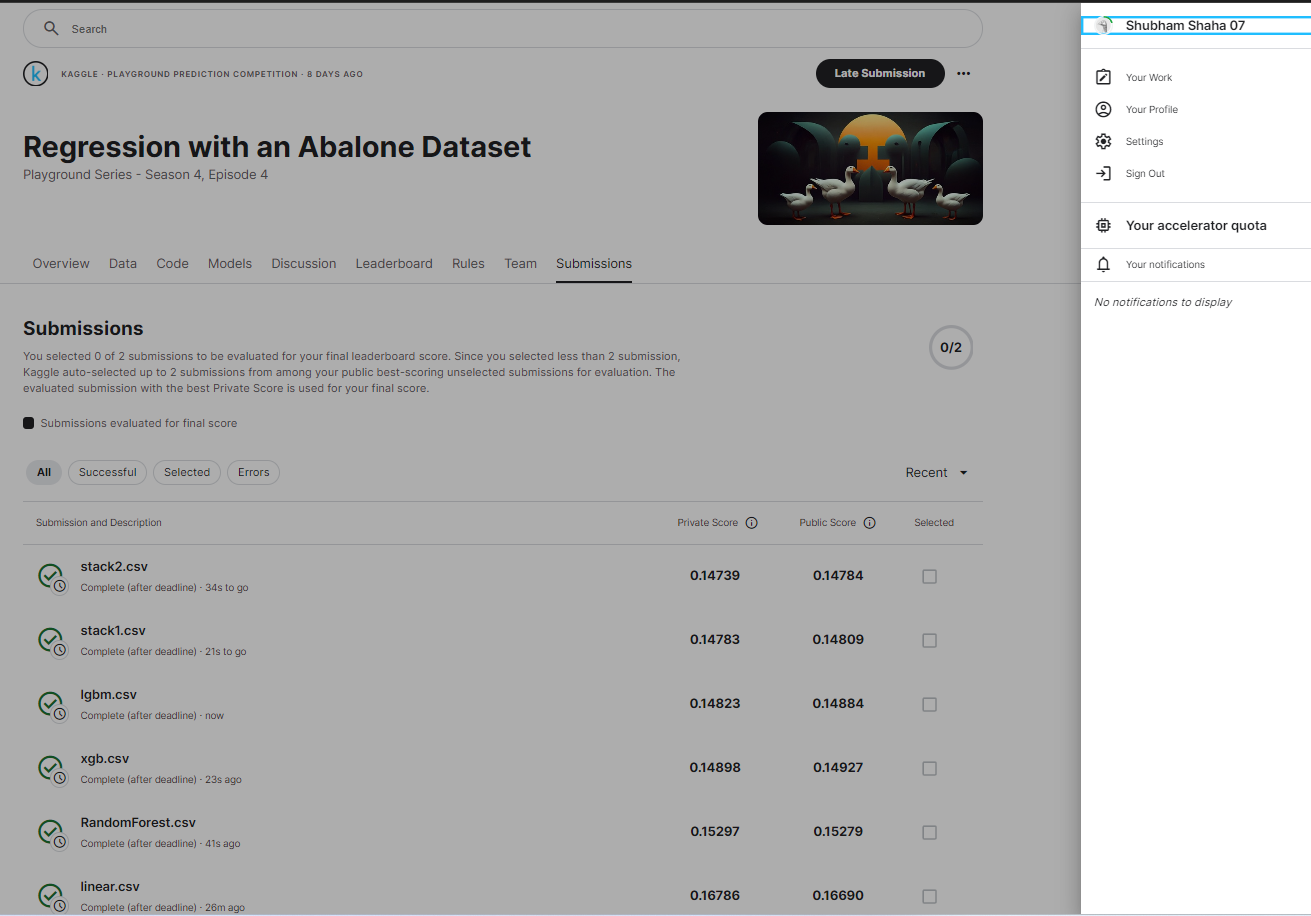 Search
k
KAGGLE · PLAYGROUND PREDICTION COMPETITION · 8 DAYS AGO
Late Submission
Regression with an Abalone Dataset
Playground Series - Season 4, Episode 4
Overview Data Code Models Discussion Leaderboard Rules Team Submissions
Submissions
You selected 0 of 2 submissions to be evaluated for your final leaderboard score. Since you selected less than 2 submission,
Kaggle auto-selected up to 2 submissions from among your public best-scoring unselected submissions for evaluation. The
evaluated submission with the best Private Score is used for your final score.
0/2
Submissions evaluated for final score
All Successful Selected Errors Recent
Submission and Description Private Score Public Score Selected
stack2.csv
Complete (after deadline) · 34s to go
0.14739 0.14784
stack1.csv
Complete (after deadline) · 21s to go
0.14783 0.14809
lgbm.csv
Complete (after deadline) · now
0.14823 0.14884
xgb.csv
Complete (after deadline) · 23s ago
0.14898 0.14927
RandomForest.csv
Complete (after deadline) · 41s ago
0.15297 0.15279
linear.csv
Complete (after deadline) · 26m ago
0.16786 0.16690
Shubham Shaha 07
Your Work
Your Profile
Settings
Sign Out
Your accelerator quota
Your notifications
No notifications to display